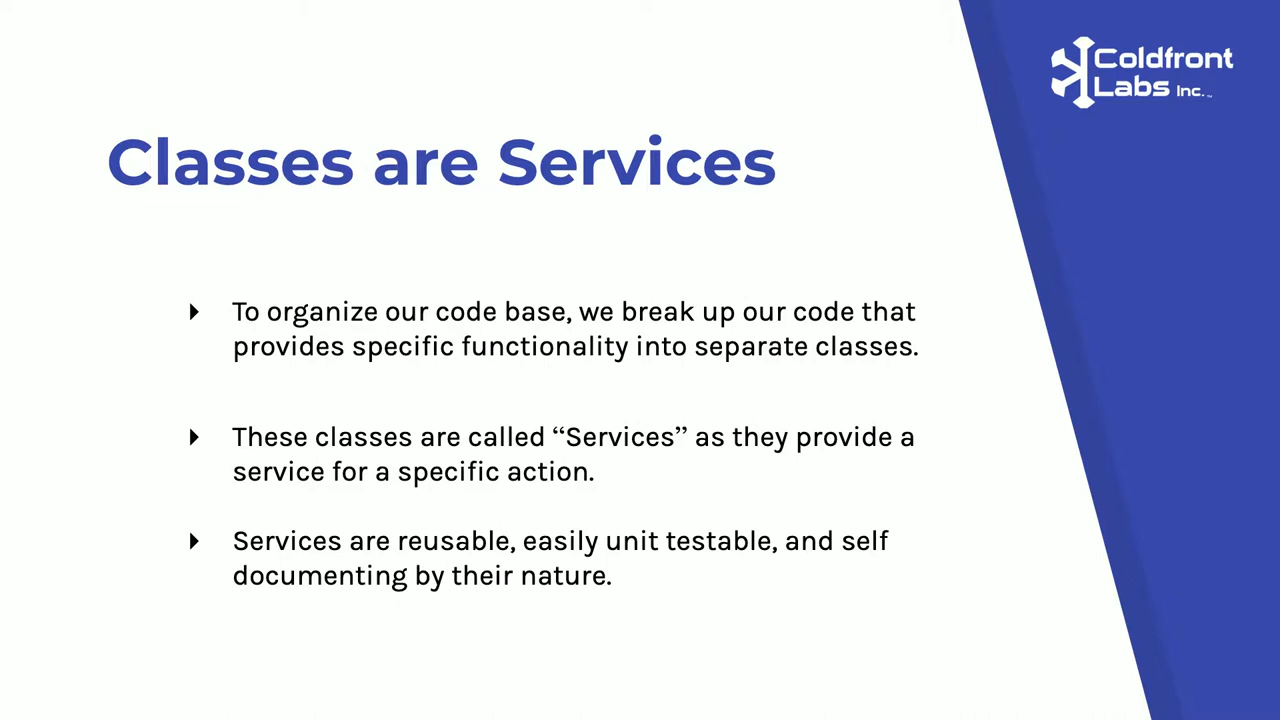 Coldfront
Labs Inc.™
Classes are Services
To organize our code base, we break up our code that
provides specific functionality into separate classes.
These classes are called “Services” as they provide a
service for a specific action.
Services are reusable, easily unit testable, and self
documenting by their nature.